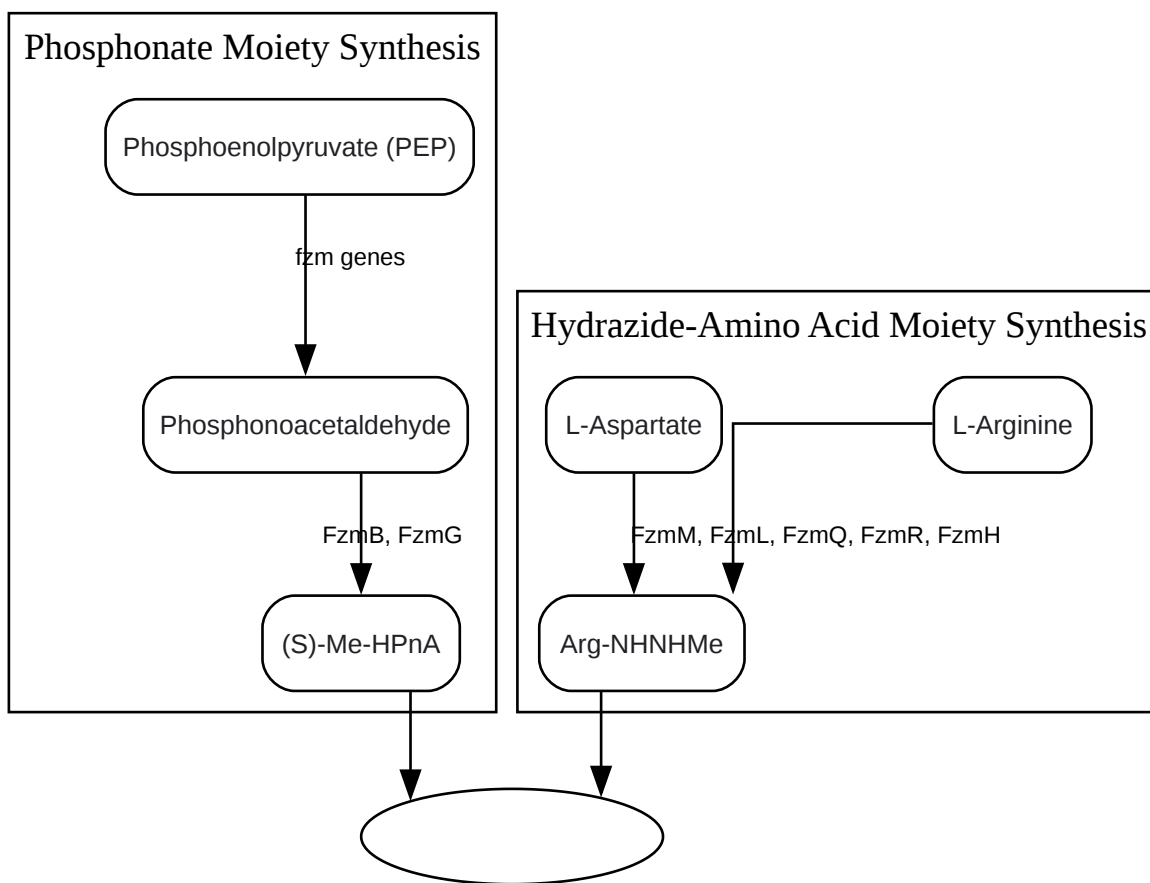 Phosphonate Moiety Synthesis
Phosphoenolpyruvate (PEP)
fzm genes
Phosphonoacetaldehyde
FzmB, FzmG
(S)-Me-HPnA
Hydrazide-Amino Acid Moiety Synthesis
L-Aspartate
L-Arginine
FzmM, FzmL, FzmQ, FzmR, FzmH
Arg-NHNHMe